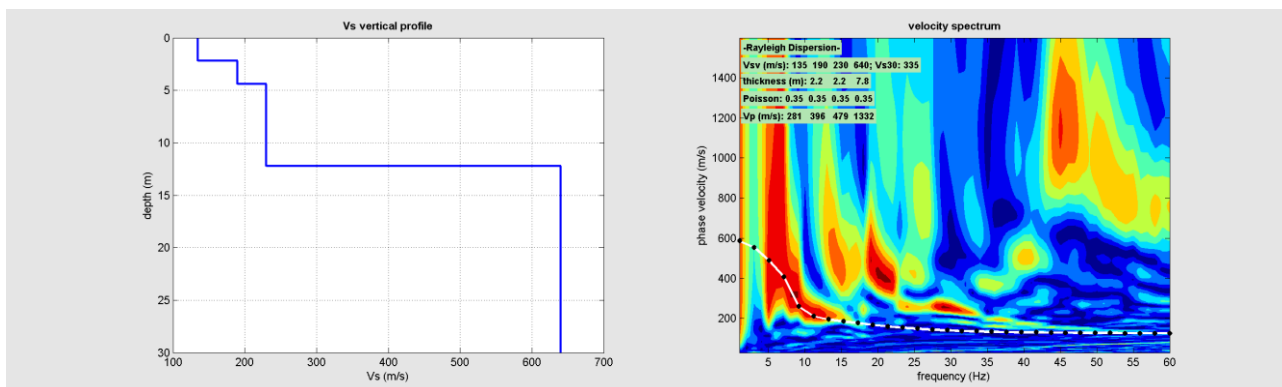 Vs vertical profile
0
5
10
15
20
25
30
depth (m)
100 200 300 400 500 600 700
Vs (m/s)
velocity spectrum
-Rayleigh Dispersion-
Vsv (m/s): 135 190 230 640; Vs30: 335
thickness (m): 2.2 2.2 7.8
Poisson: 0.35 0.35 0.35 0.35
Vp (m/s): 281 396 479 1332
1400
1200
1000
800
600
400
200
phase velocity (m/s)
5 10 15 20 25 30 35 40 45 50 55 60
frequency (Hz)